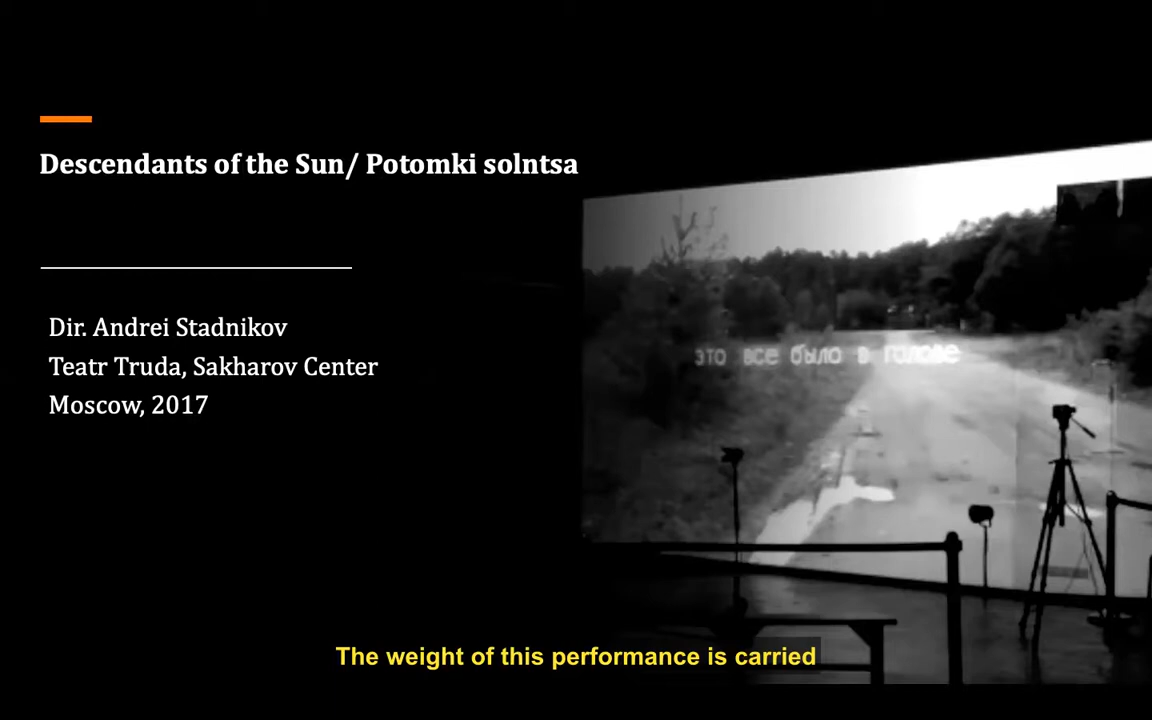 Descendants of the Sun/ Potomki solntsa
Dir. Andrei Stadnikov
Teatr Truda, Sakharov Center
Moscow, 2017
это все было в голове
The weight of this performance is carried